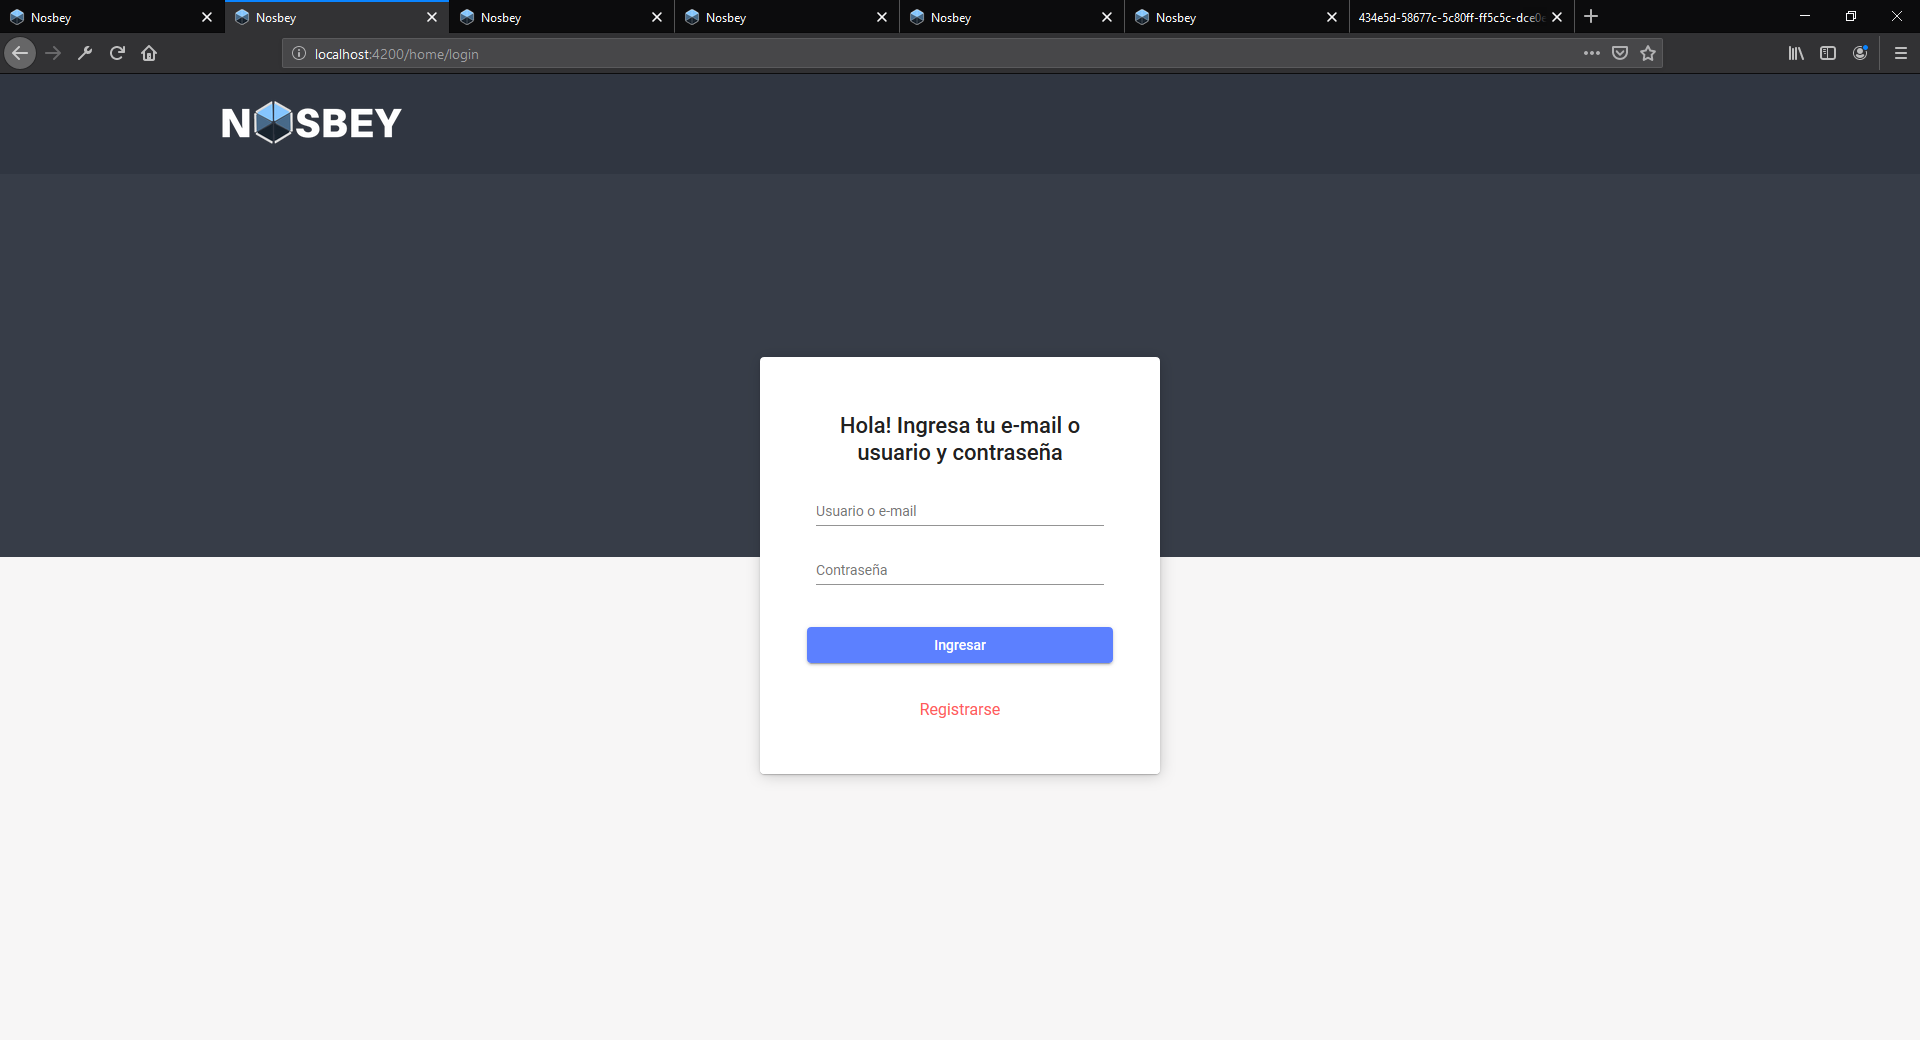 Nosbey
Nosbey
Nosbey
Nosbey
Nosbey
Nosbey
434e5d-58677c-5c80ff-ff5c5c-dce0
localhost:4200/home/login
NOSBEY
Hola! Ingresa tu e-mail o
usuario y contraseña
Usuario o e-mail
Contraseña
Ingresar
Registrarse